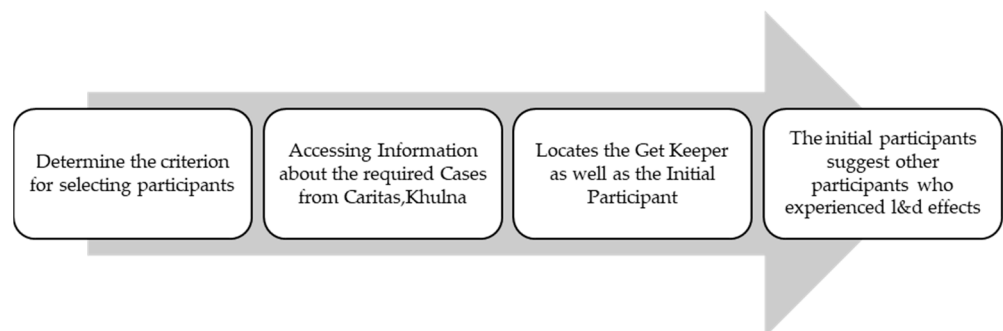 Determine the criterion
for selecting participants
Accessing Information
about the required Cases
from Caritas,Khulna
Locates the Get Keeper
as well as the Initial
Participant
The initial participants
suggest other
participants who
experienced l&d effects